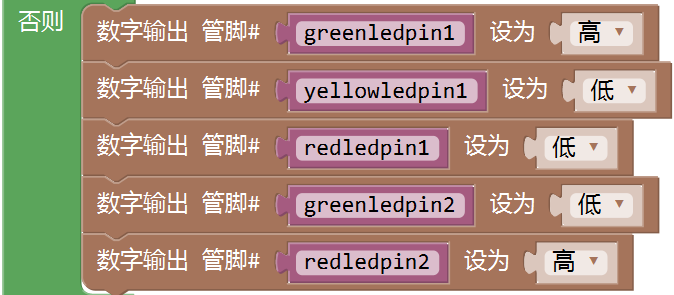 否则 数字输出 管脚# greenledpin1 设为 高
数字输出 管脚# yellowledpin1 设为 低
数字输出 管脚# redledpin1 设为 低
数字输出 管脚# greenledpin2 设为 低
数字输出 管脚# redledpin2 设为 高